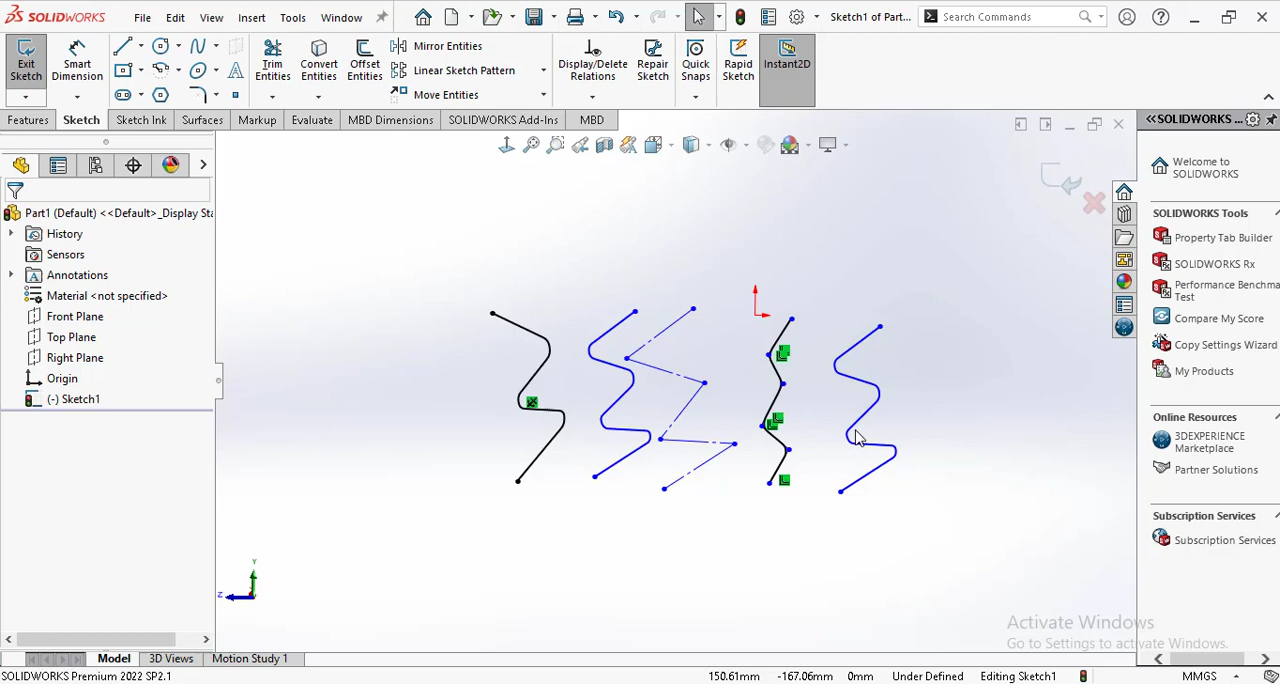 SOLIDWORKS
File Edit View Insert Tools Window
Sketch1 of Part...
Search Commands
Exit Sketch
Smart Dimension
Trim Entities
Convert Entities
Offset Entities
Mirror Entities
Linear Sketch Pattern
Move Entities
Display/Delete Relations
Repair Sketch
Quick Snaps
Rapid Sketch
Instant2D
Features Sketch Sketch Ink Surfaces Markup Evaluate MBD Dimensions SOLIDWORKS Add-Ins MBD
Part1 (Default) <<Default>_Display Sta
History
Sensors
Annotations
Material <not specified>
Front Plane
Top Plane
Right Plane
Origin
(-) Sketch1
Y
Z
SOLIDWORKS ...
Welcome to
SOLIDWORKS
SOLIDWORKS Tools
Property Tab Builder
SOLIDWORKS Rx
Performance Benchma
Test
Compare My Score
Copy Settings Wizard
My Products
Online Resources
3DEXPERIENCE
Marketplace
Partner Solutions
Subscription Services
Subscription Services
Activate Windows
Go to Settings to activate Windows.
Model 3D Views Motion Study 1
SOLIDWORKS Premium 2022 SP2.1
150.61mm -167.06mm 0mm Under Defined Editing Sketch1 MMGS